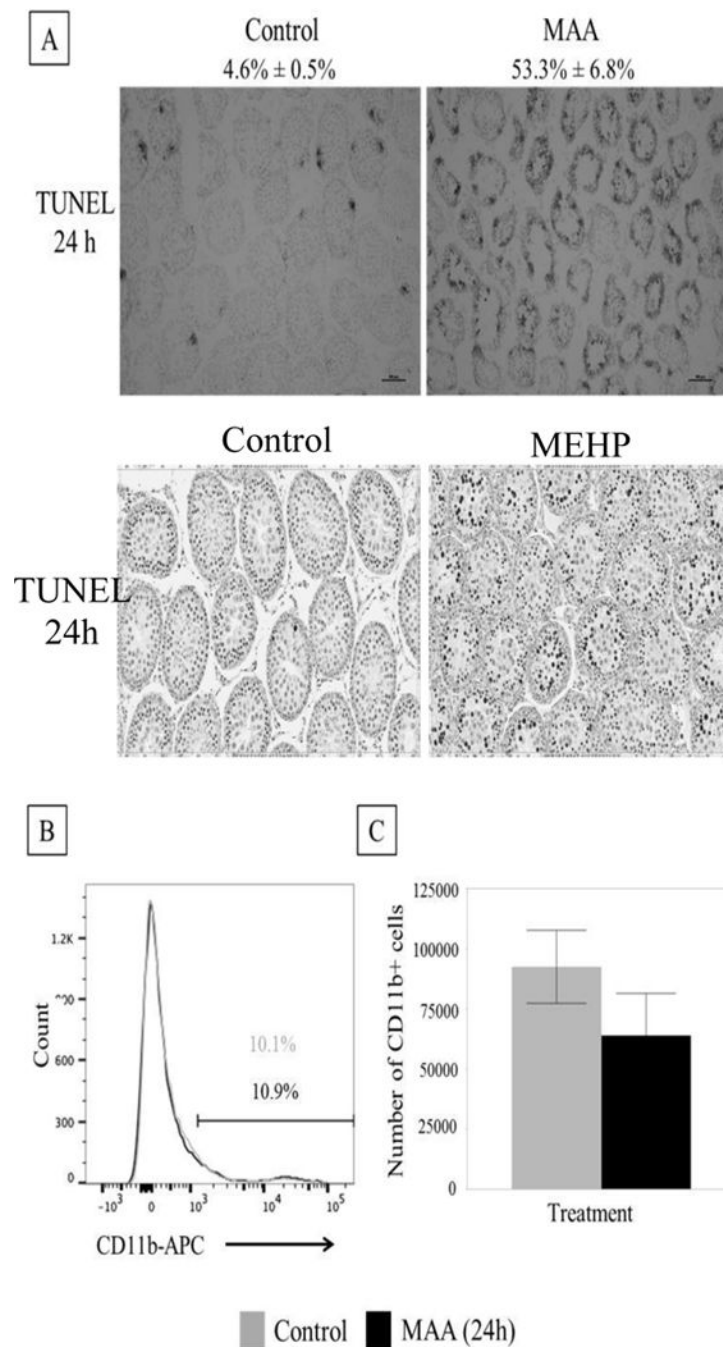 A
Control
MAA
4.6% ± 0.5%
53.3% ± 6.8%
TUNEL
24 h
Control
MEHP
TUNEL
24h
B
Count
1.2K
600
300
0
10.1%
10.9%
-10³ 0 10³ 10⁴ 10⁵
CD11b-APC
C
Number of CD11b+ cells
125000
100000
75000
50000
25000
0
Treatment
Control
MAA (24h)